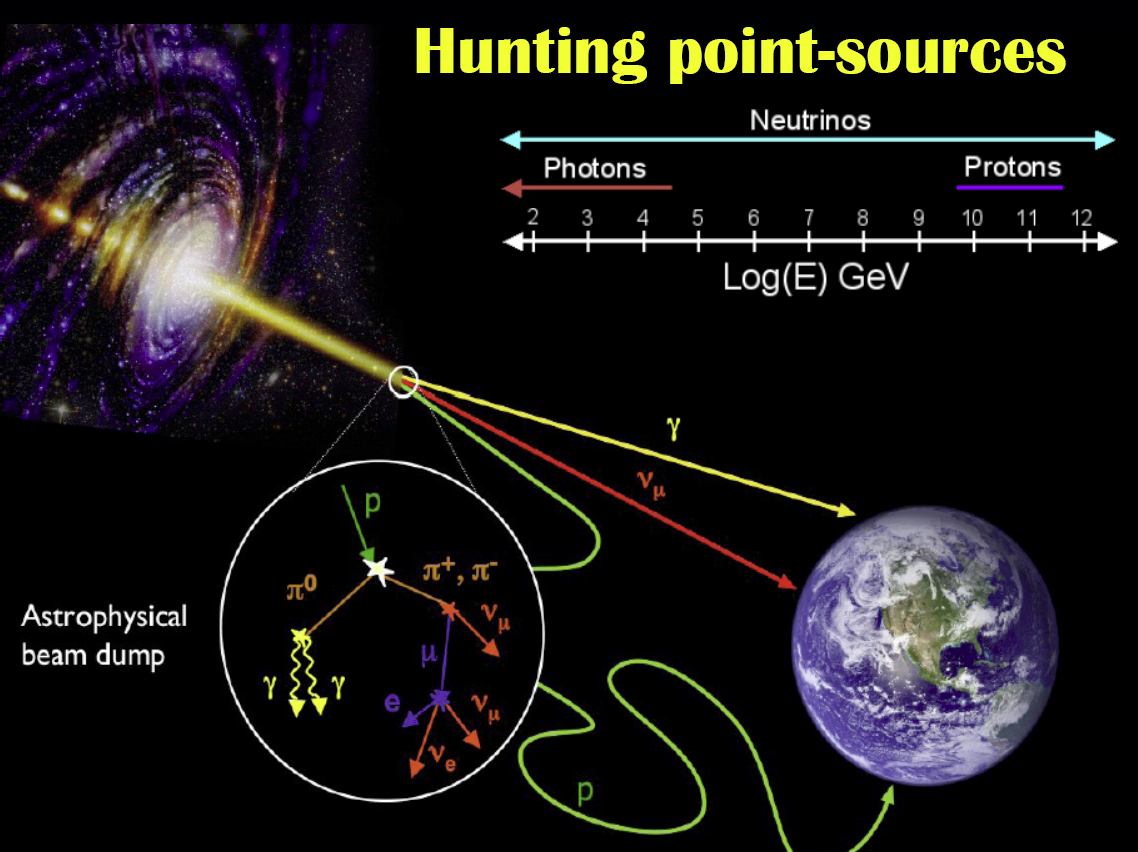 Hunting point-sources
Neutrinos
Photons
Protons
2 3 4 5 6 7 8 9 10 11 12
Log(E) GeV
γ
νμ
p
π⁰
π⁺, π⁻
νμ
Astrophysical
beam dump
μ
γ γ
e
νμ
νe
p